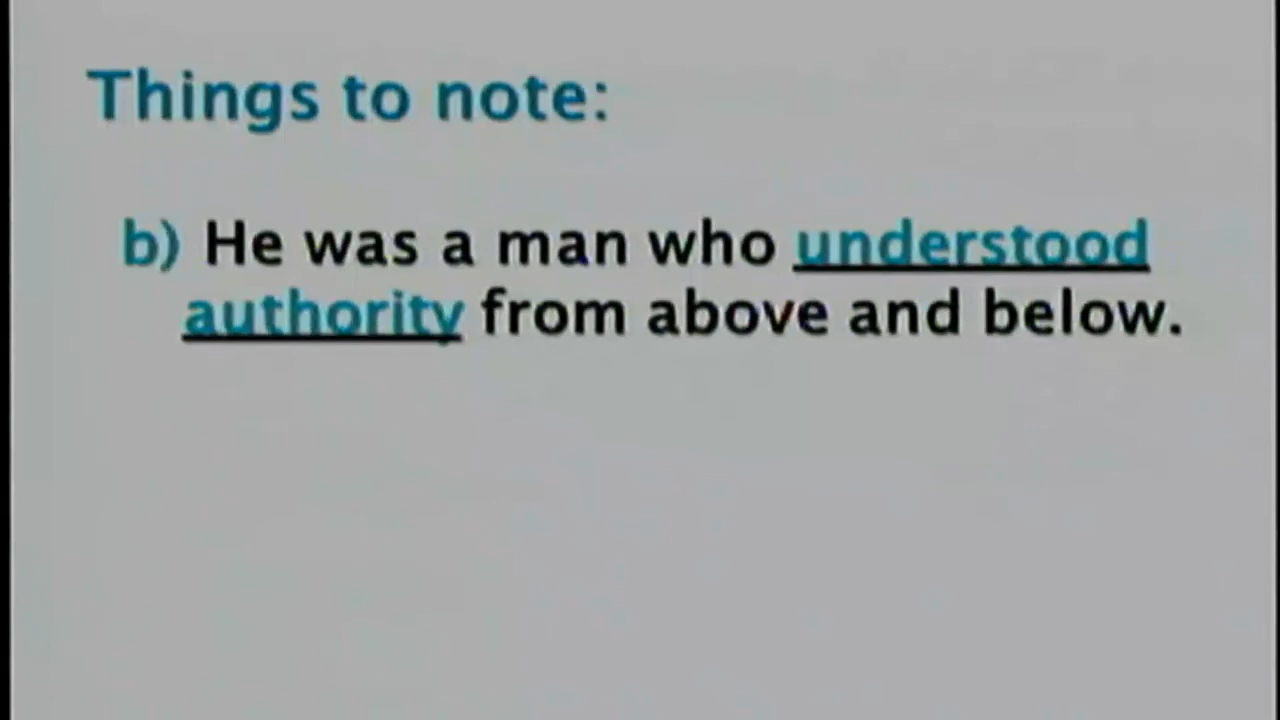 Things to note:
b) He was a man who understood
authority from above and below.